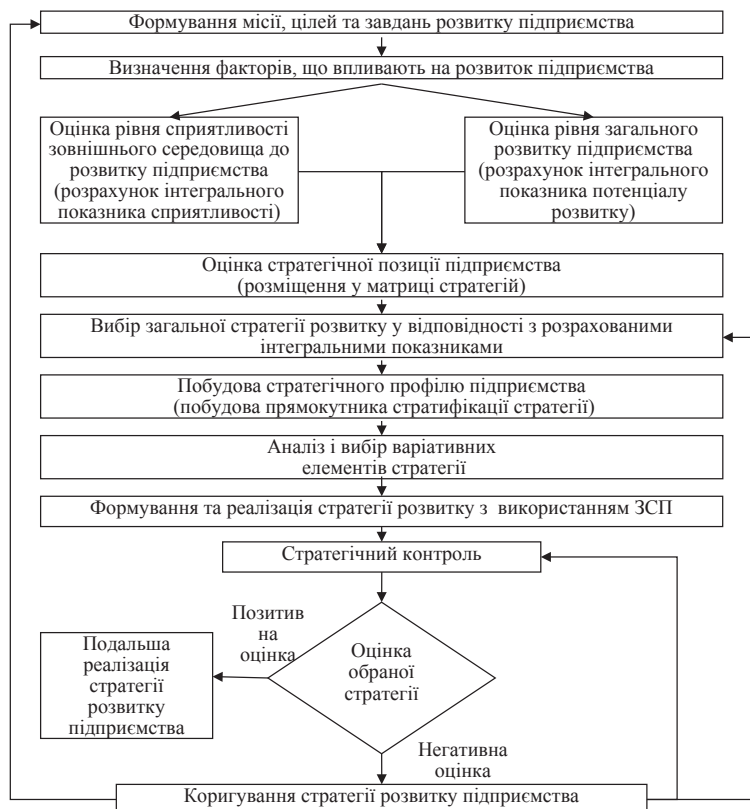 Формування місії, цілей та завдань розвитку підприємства
Визначення факторів, що впливають на розвиток підприємства
Оцінка рівня сприятливості
зовнішнього середовища до
розвитку підприємства
(розрахунок інтегрального
показника сприятливості)
Оцінка рівня загального
розвитку підприємства
(розрахунок інтегрального
показника потенціалу
розвитку)
Оцінка стратегічної позиції підприємства
(розміщення у матриці стратегій)
Вибір загальної стратегії розвитку у відповідності з розрахованими
інтегральними показниками
Побудова стратегічного профілю підприємства
(побудова прямокутника стратифікації стратегії)
Аналіз і вибір варіативних
елементів стратегії
Формування та реалізація стратегії розвитку з використанням ЗСП
Стратегічний контроль
Позитив
на
оцінка
Оцінка
обраної
стратегії
Подальша
реалізація
стратегії
розвитку
підприємства
Негативна
оцінка
Коригування стратегії розвитку підприємства